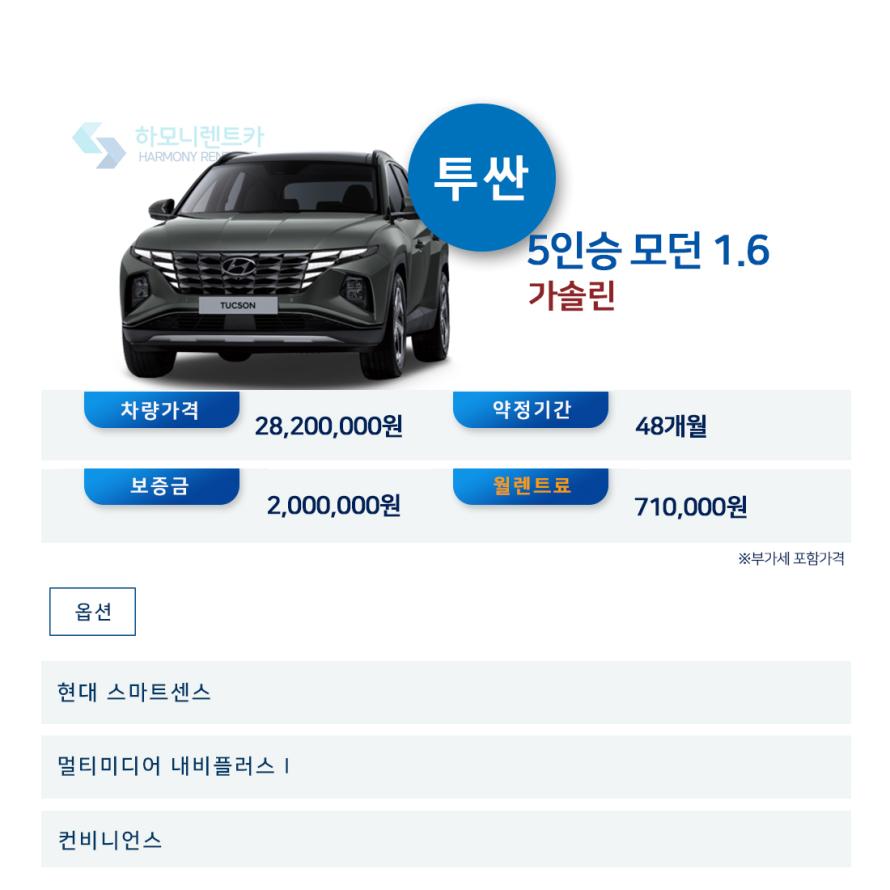 하모니렌트카
HARMONY REN
투싼
5인승 모던 1.6
가솔린
TUCSON
차량가격
28,200,000원
약정기간
48개월
보증금
2,000,000원
월렌트료
710,000원
※부가세 포함가격
옵션
현대 스마트센스
멀티미디어 내비플러스 I
컨비니언스